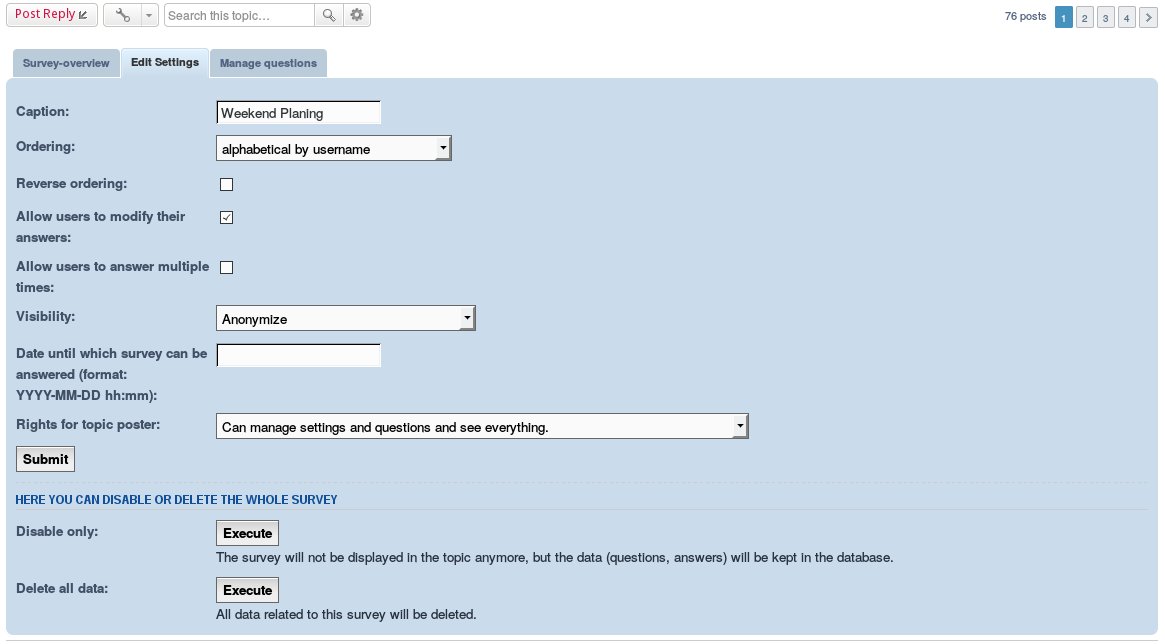 Post Reply
Search this topic…
76 posts
1
2
3
4
Survey-overview
Edit Settings
Manage questions
Caption:
Weekend Planing
Ordering:
alphabetical by username
Reverse ordering:
Allow users to modify their
answers:
Allow users to answer multiple
times:
Visibility:
Anonymize
Date until which survey can be
answered (format:
YYYY-MM-DD hh:mm):
Rights for topic poster:
Can manage settings and questions and see everything.
Submit
HERE YOU CAN DISABLE OR DELETE THE WHOLE SURVEY
Disable only:
Execute
The survey will not be displayed in the topic anymore, but the data (questions, answers) will be kept in the database.
Delete all data:
Execute
All data related to this survey will be deleted.